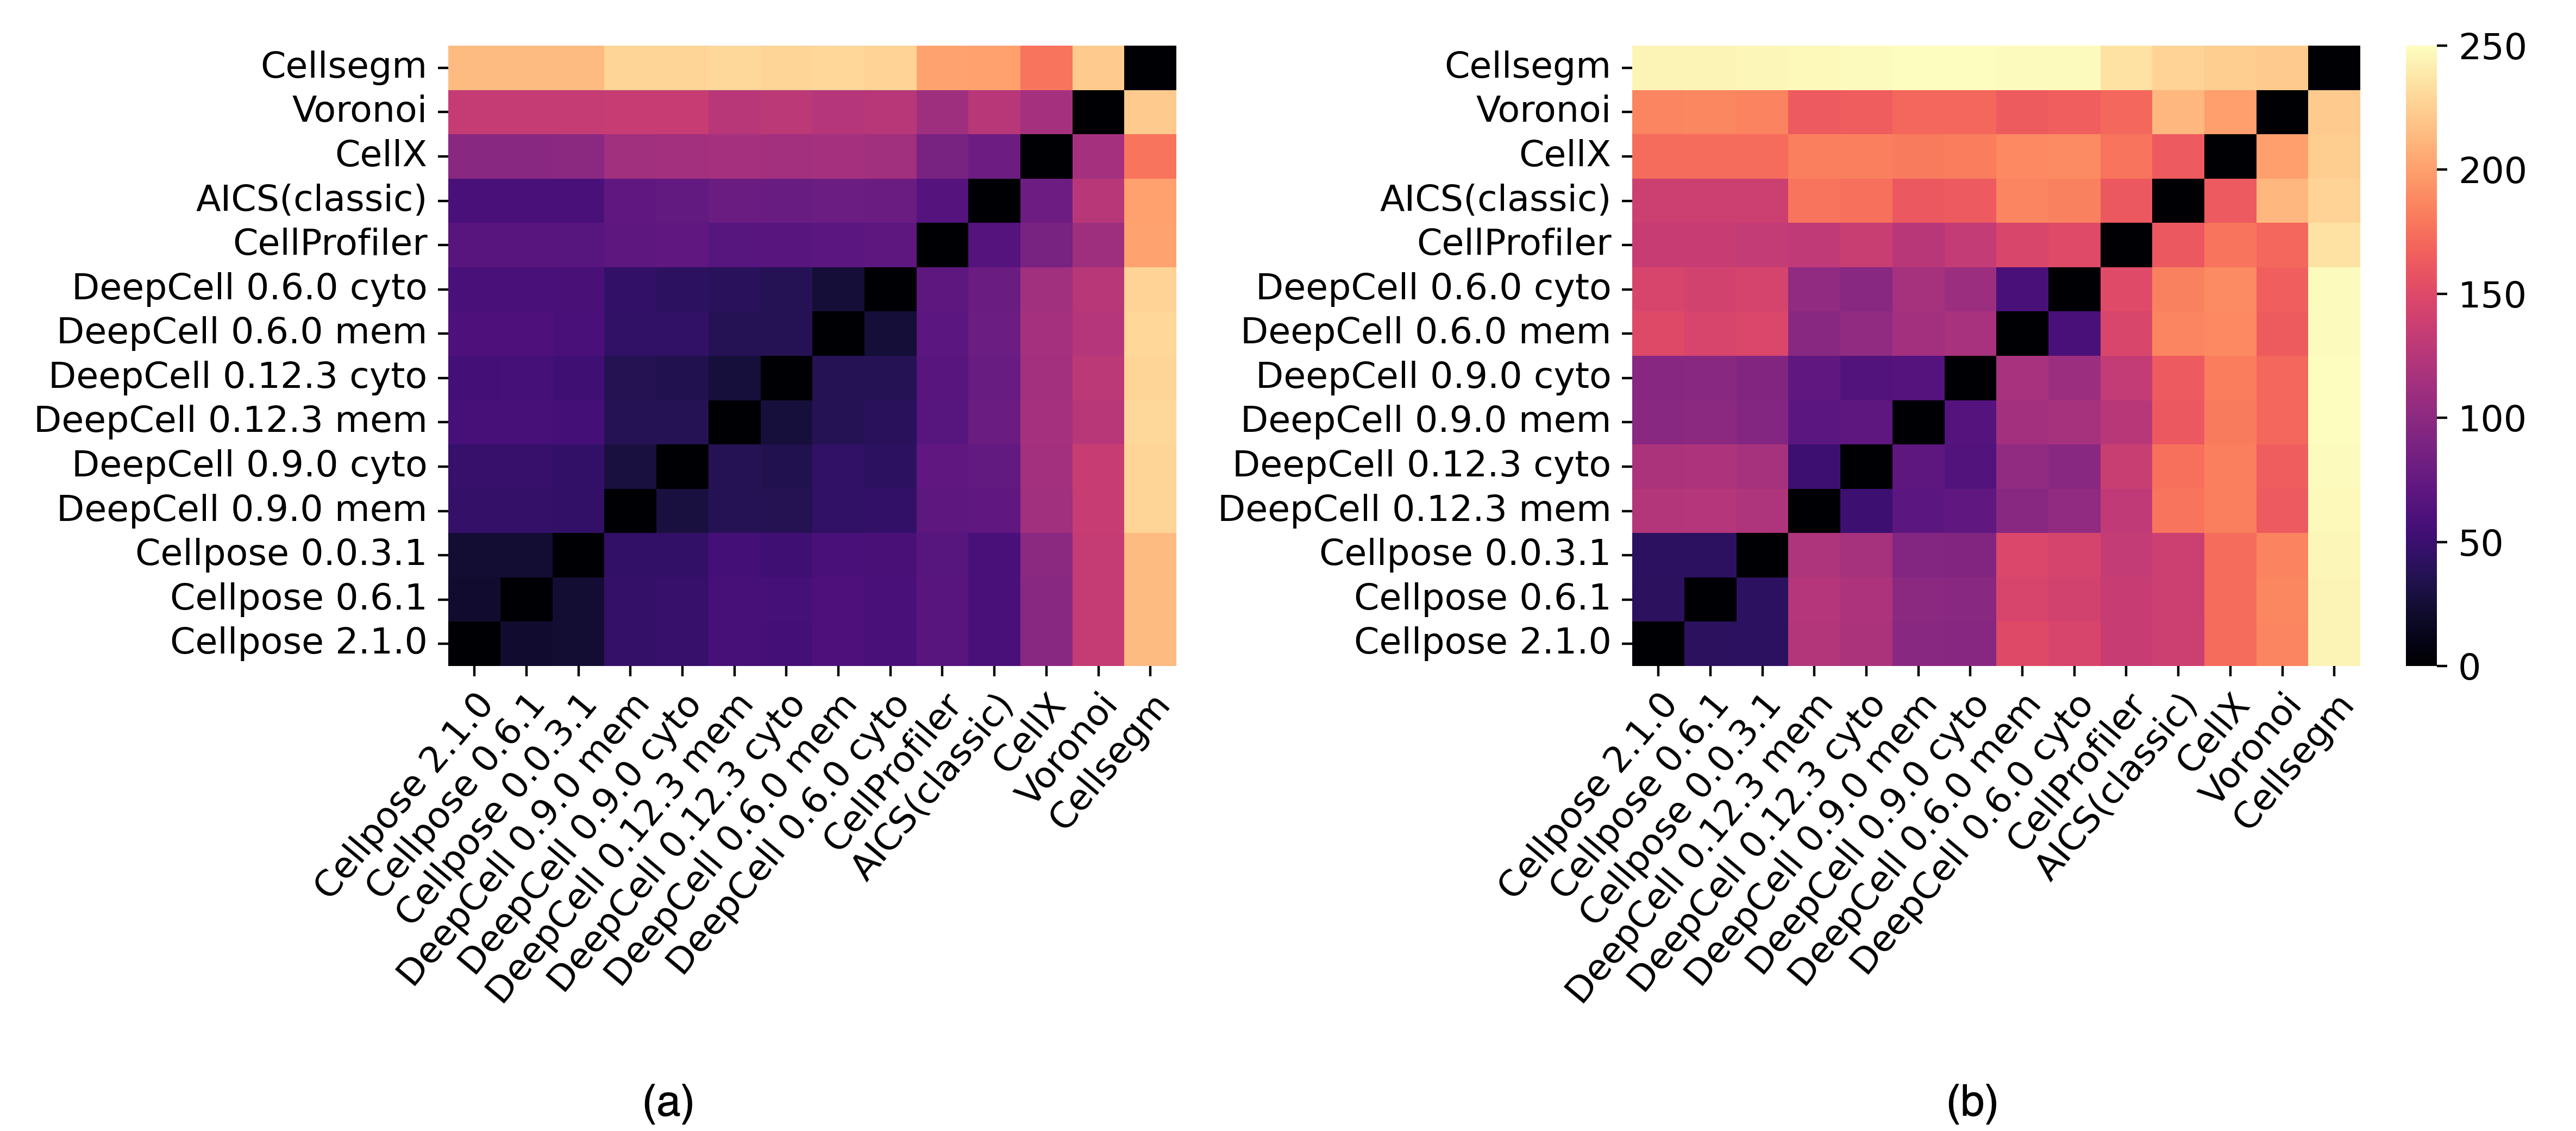 Cellsegm
Voronoi
CellX
AICS(classic)
CellProfiler
DeepCell 0.6.0 cyto
DeepCell 0.6.0 mem
DeepCell 0.12.3 cyto
DeepCell 0.12.3 mem
DeepCell 0.9.0 cyto
DeepCell 0.9.0 mem
Cellpose 0.0.3.1
Cellpose 0.6.1
Cellpose 2.1.0
Cellpose 2.1.0
Cellpose 0.6.1
Cellpose 0.0.3.1
DeepCell 0.9.0 mem
DeepCell 0.9.0 cyto
DeepCell 0.12.3 mem
DeepCell 0.12.3 cyto
DeepCell 0.6.0 mem
DeepCell 0.6.0 cyto
CellProfiler
AICS(classic)
CellX
Voronoi
Cellsegm
(a)
Cellsegm
Voronoi
CellX
AICS(classic)
CellProfiler
DeepCell 0.6.0 cyto
DeepCell 0.6.0 mem
DeepCell 0.9.0 cyto
DeepCell 0.9.0 mem
DeepCell 0.12.3 cyto
DeepCell 0.12.3 mem
Cellpose 0.0.3.1
Cellpose 0.6.1
Cellpose 2.1.0
Cellpose 2.1.0
Cellpose 0.6.1
Cellpose 0.0.3.1
DeepCell 0.12.3 mem
DeepCell 0.12.3 cyto
DeepCell 0.9.0 mem
DeepCell 0.9.0 cyto
DeepCell 0.6.0 mem
DeepCell 0.6.0 cyto
CellProfiler
AICS(classic)
CellX
Voronoi
Cellsegm
250
200
150
100
50
0
(b)